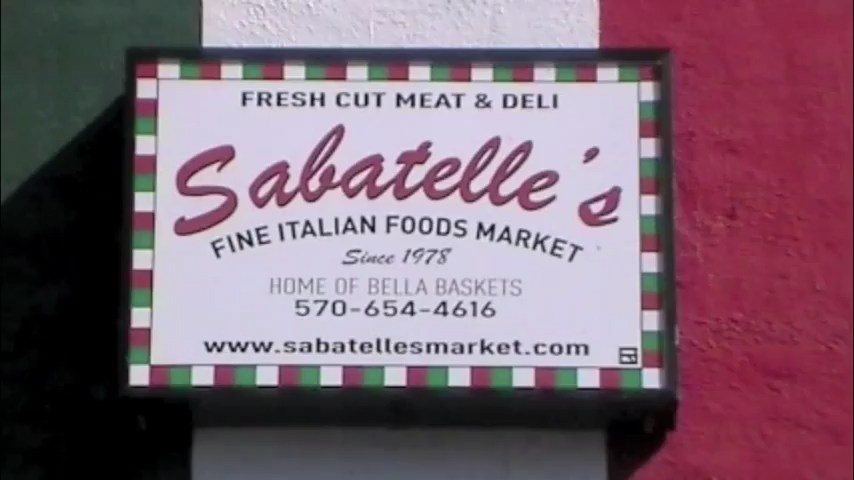 FRESH CUT MEAT & DELI
Sabatelle's
FINE ITALIAN FOODS MARKET
Since 1978
HOME OF BELLA BASKETS
570-654-4616
www.sabatellesmarket.com